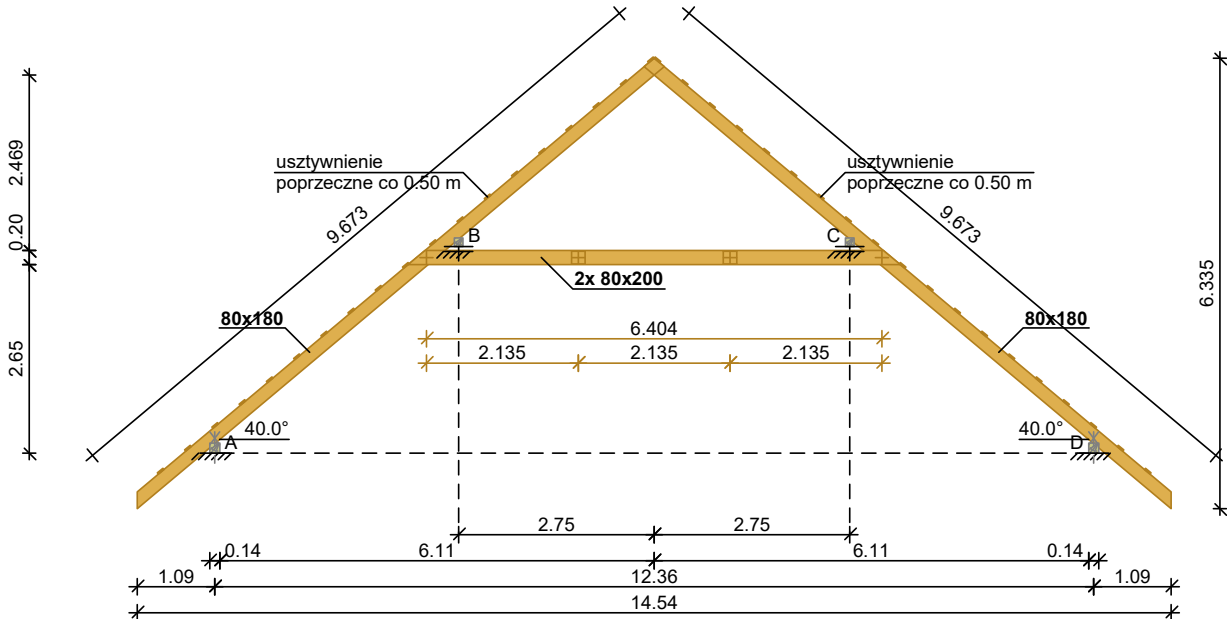 usztywnienie
poprzeczne co 0.50 m
usztywnienie
poprzeczne co 0.50 m
9.673
9.673
2.469
0.20
2.65
6.335
B
C
2x 80x200
80x180
80x180
6.404
2.135
2.135
2.135
40.0°
A
40.0°
D
2.75
2.75
0.14
6.11
6.11
0.14
1.09
12.36
1.09
14.54